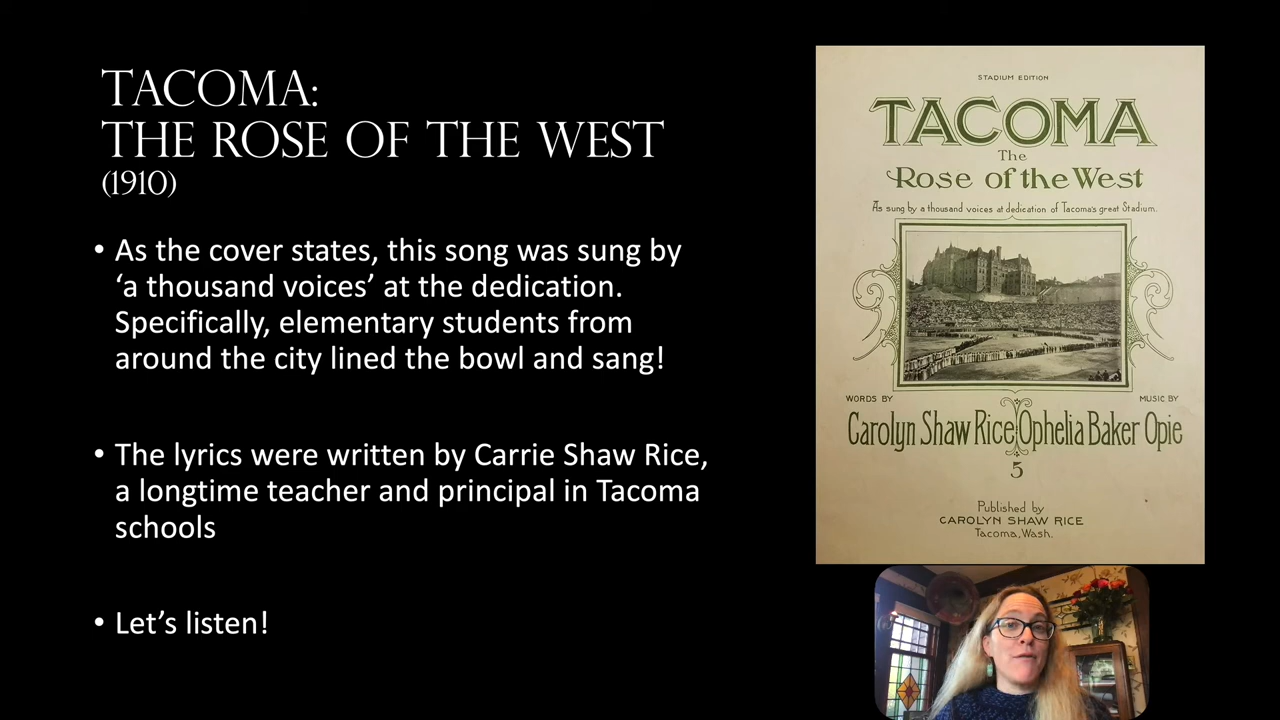 TACOMA:
THE ROSE OF THE WEST
(1910)
• As the cover states, this song was sung by
‘a thousand voices’ at the dedication.
Specifically, elementary students from
around the city lined the bowl and sang!
• The lyrics were written by Carrie Shaw Rice,
a longtime teacher and principal in Tacoma
schools
• Let’s listen!
STADIUM EDITION
TACOMA
The
Rose of the West
As sung by a thousand voices at dedication of Tacoma's great Stadium.
WORDS BY MUSIC BY
Carolyn Shaw Rice Ophelia Baker Opie
5
Published by
CAROLYN SHAW RICE
Tacoma, Wash.